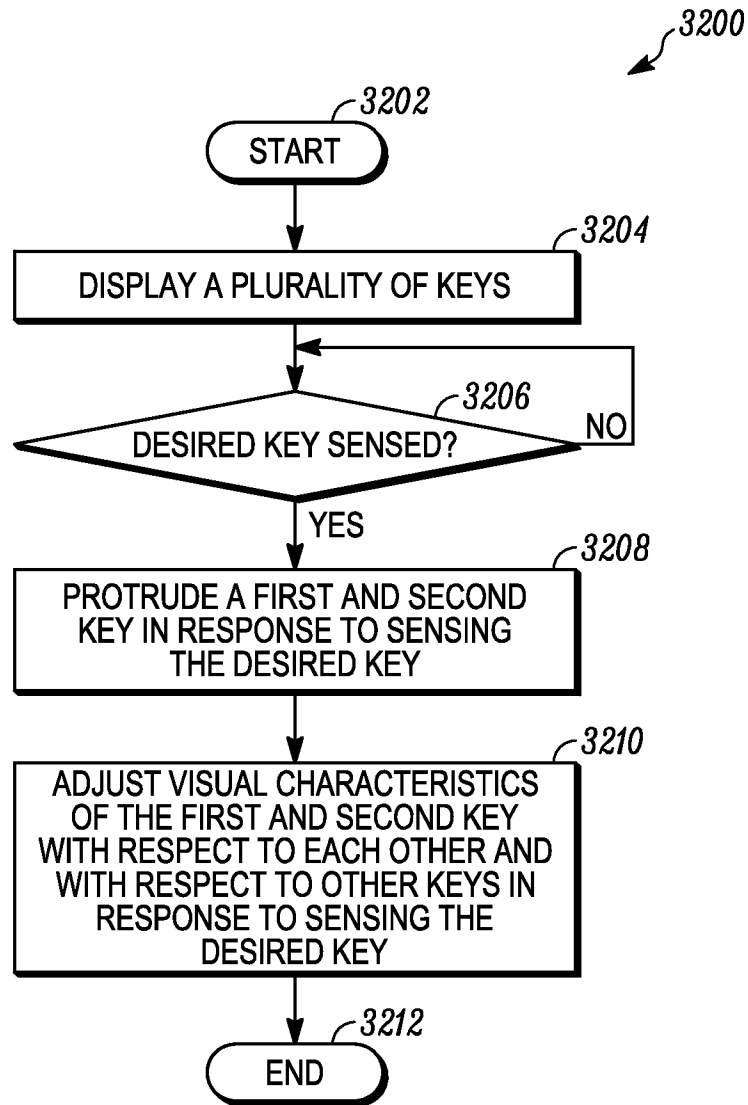 3200
3202
START
3204
DISPLAY A PLURALITY OF KEYS
3206
DESIRED KEY SENSED?
NO
YES
3208
PROTRUDE A FIRST AND SECOND
KEY IN RESPONSE TO SENSING
THE DESIRED KEY
3210
ADJUST VISUAL CHARACTERISTICS
OF THE FIRST AND SECOND KEY
WITH RESPECT TO EACH OTHER AND
WITH RESPECT TO OTHER KEYS IN
RESPONSE TO SENSING THE
DESIRED KEY
3212
END